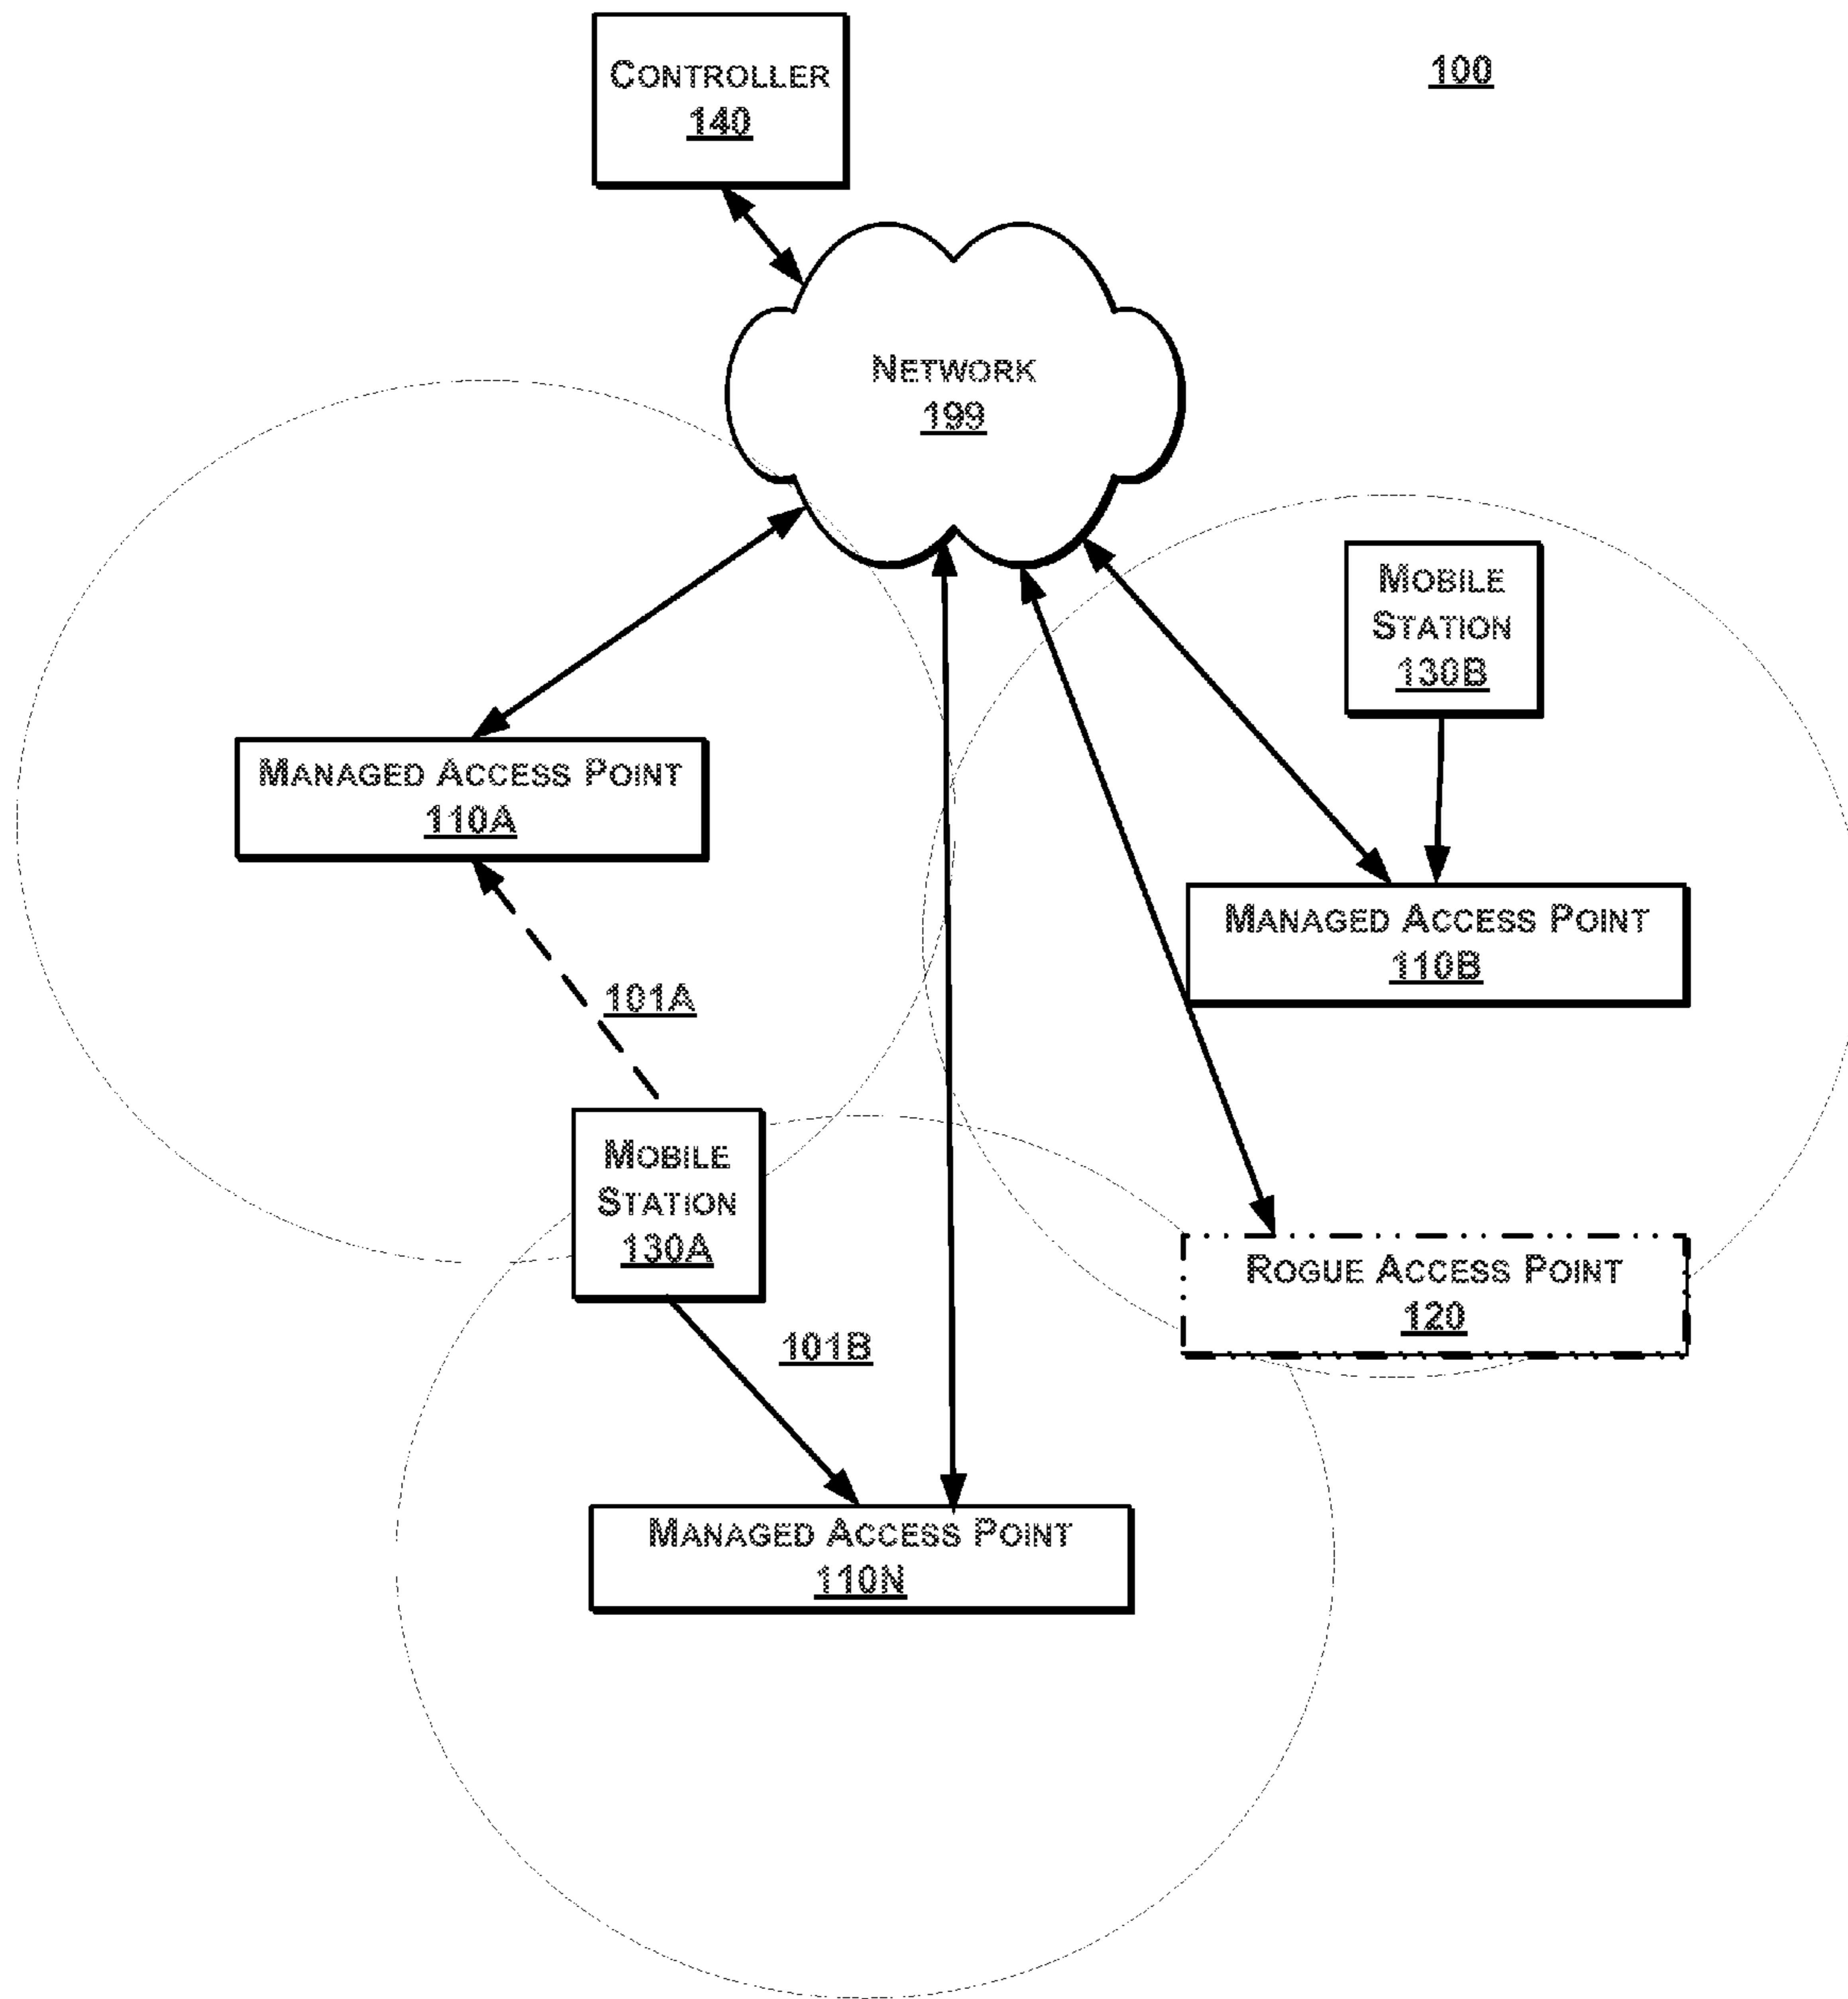 CONTROLLER
140
100
NETWORK
199
MOBILE
STATION
130B
MANAGED ACCESS POINT
110A
MANAGED ACCESS POINT
110B
101A
MOBILE
STATION
130A
ROGUE ACCESS POINT
120
101B
MANAGED ACCESS POINT
110N